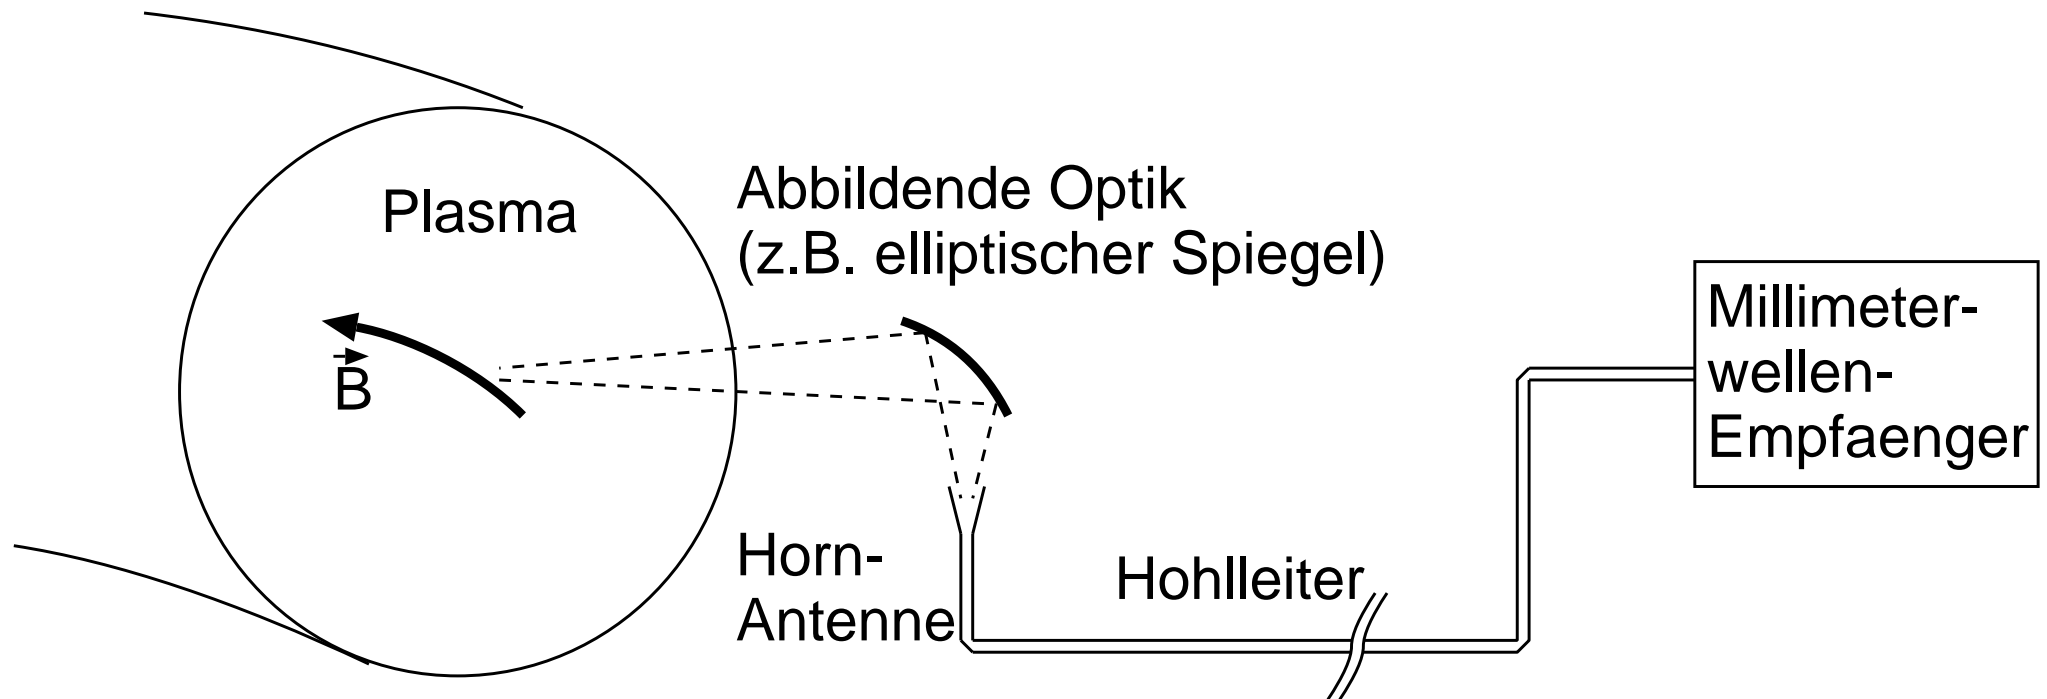 Plasma
Abbildende Optik
(z.B. elliptischer Spiegel)
B
Millimeter-
wellen-
Empfaenger
Horn-
Antenne
Hohlleiter